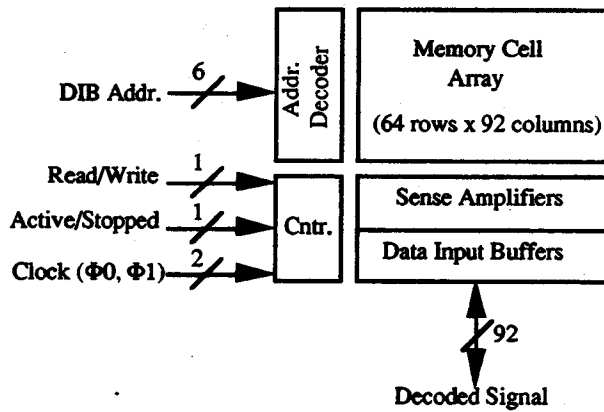 6
DIB Addr.
Addr.
Decoder
Memory Cell
Array
(64 rows x 92 columns)
Read/Write
1
Active/Stopped
1
Clock (Φ0, Φ1)
2
Cntr.
Sense Amplifiers
Data Input Buffers
92
Decoded Signal